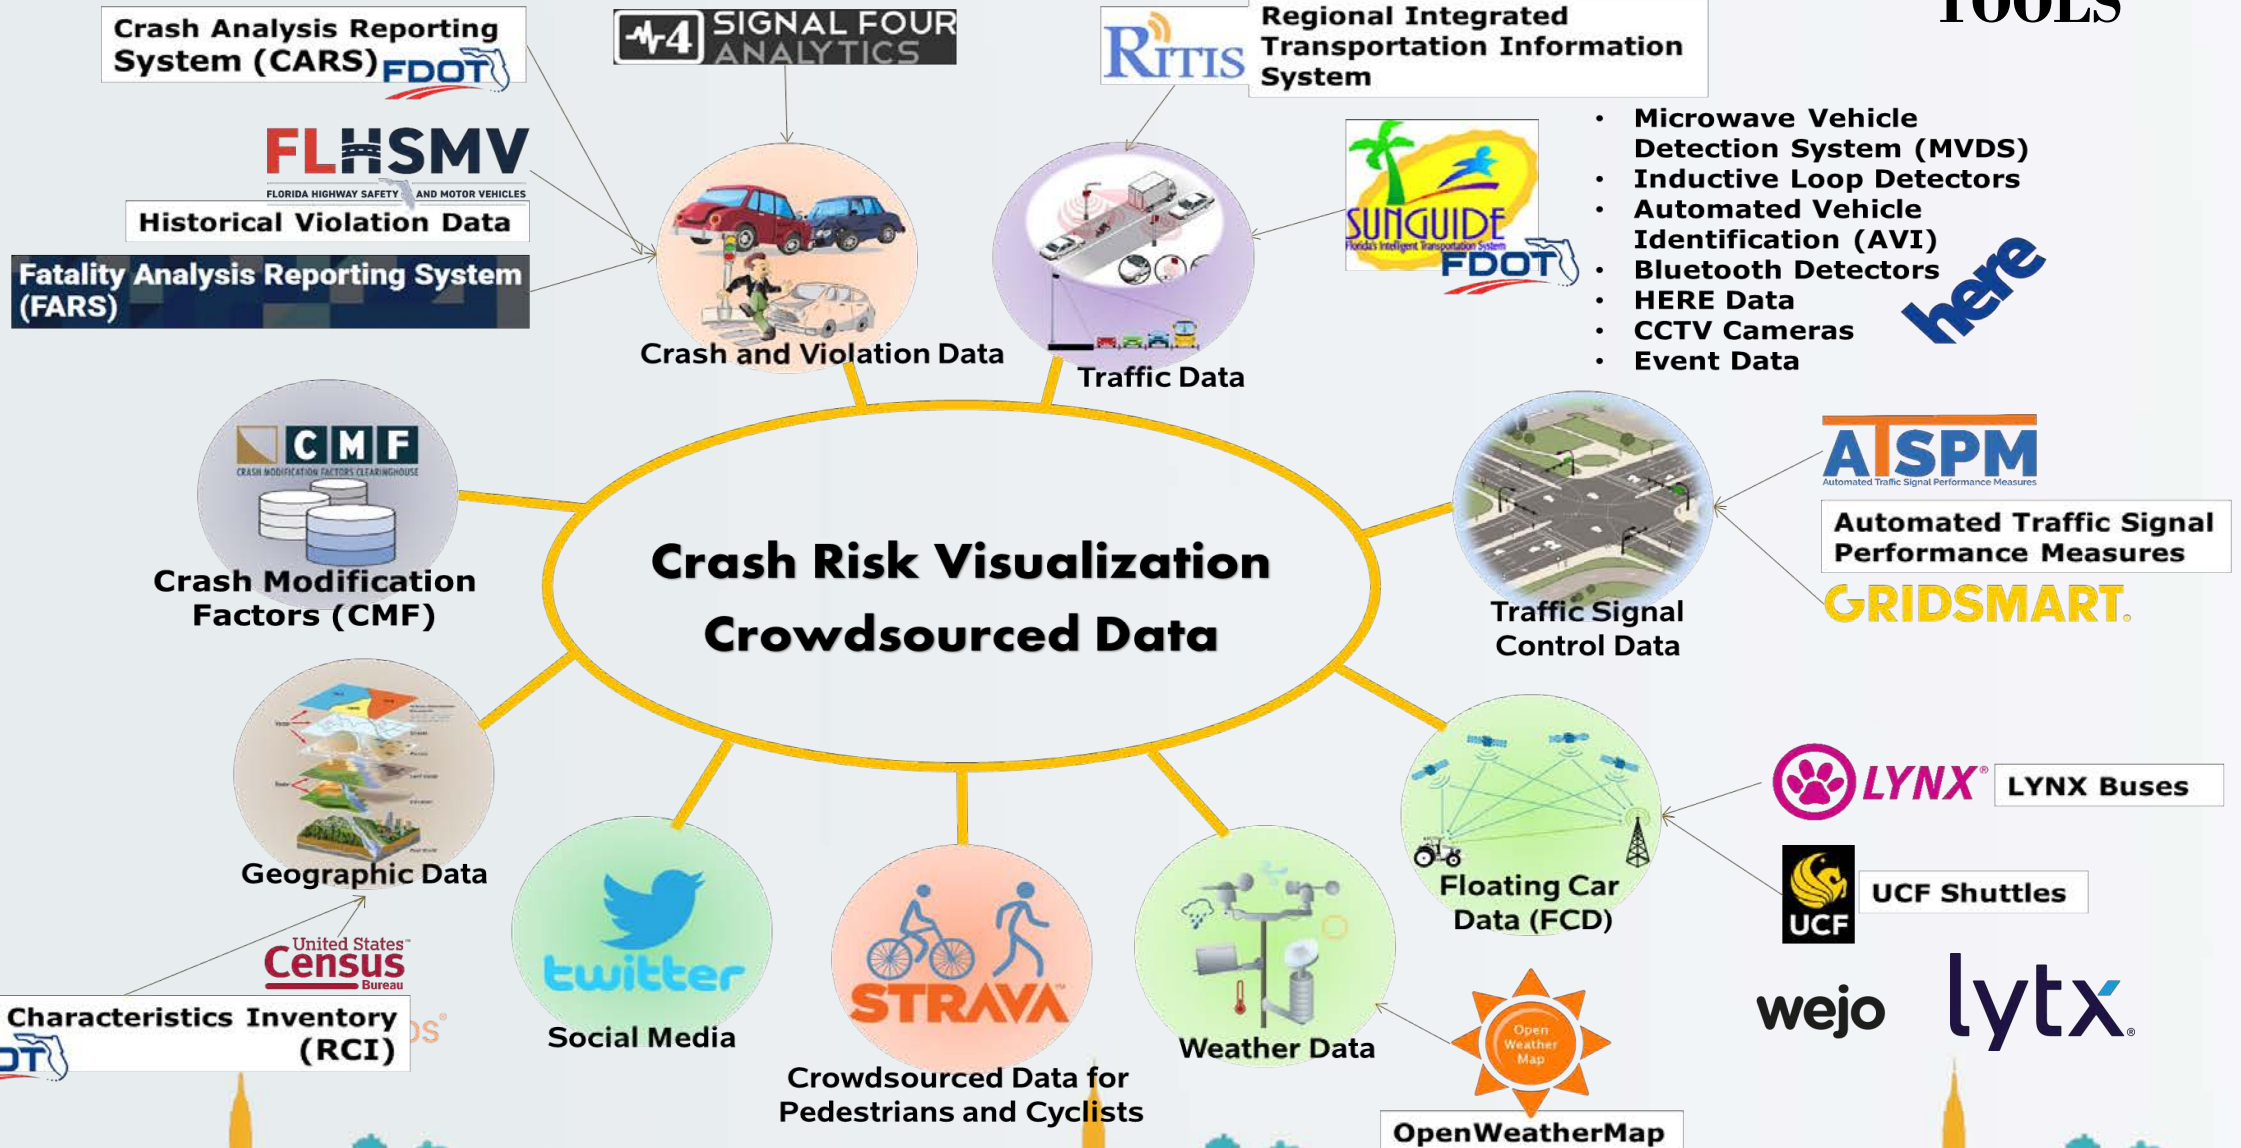 TOOLS
Crash Analysis Reporting
System (CARS)
FDOT
4 SIGNAL FOUR
ANALYTICS
RITIS
Regional Integrated
Transportation Information
System
FLHSMV
FLORIDA HIGHWAY SAFETY AND MOTOR VEHICLES
Historical Violation Data
Fatality Analysis Reporting System
(FARS)
Crash and Violation Data
Traffic Data
SUNGUIDE
Florida's Intelligent Transportation System
FDOT
• Microwave Vehicle
Detection System (MVDS)
• Inductive Loop Detectors
• Automated Vehicle
Identification (AVI)
• Bluetooth Detectors
• HERE Data
• CCTV Cameras
• Event Data
here
CMF
CRASH MODIFICATION FACTORS CLEARINGHOUSE
Crash Modification
Factors (CMF)
Crash Risk Visualization
Crowdsourced Data
Traffic Signal
Control Data
ATSPM
Automated Traffic Signal Performance Measures
Automated Traffic Signal
Performance Measures
GRIDSMART.
Geographic Data
United States™
Census
Bureau
Characteristics Inventory
(RCI)
OT
twitter
Social Media
STRAVA
Crowdsourced Data for
Pedestrians and Cyclists
Weather Data
Open
Weather
Map
OpenWeatherMap
Floating Car
Data (FCD)
LYNX®
LYNX Buses
UCF
UCF Shuttles
wejo
lytx®